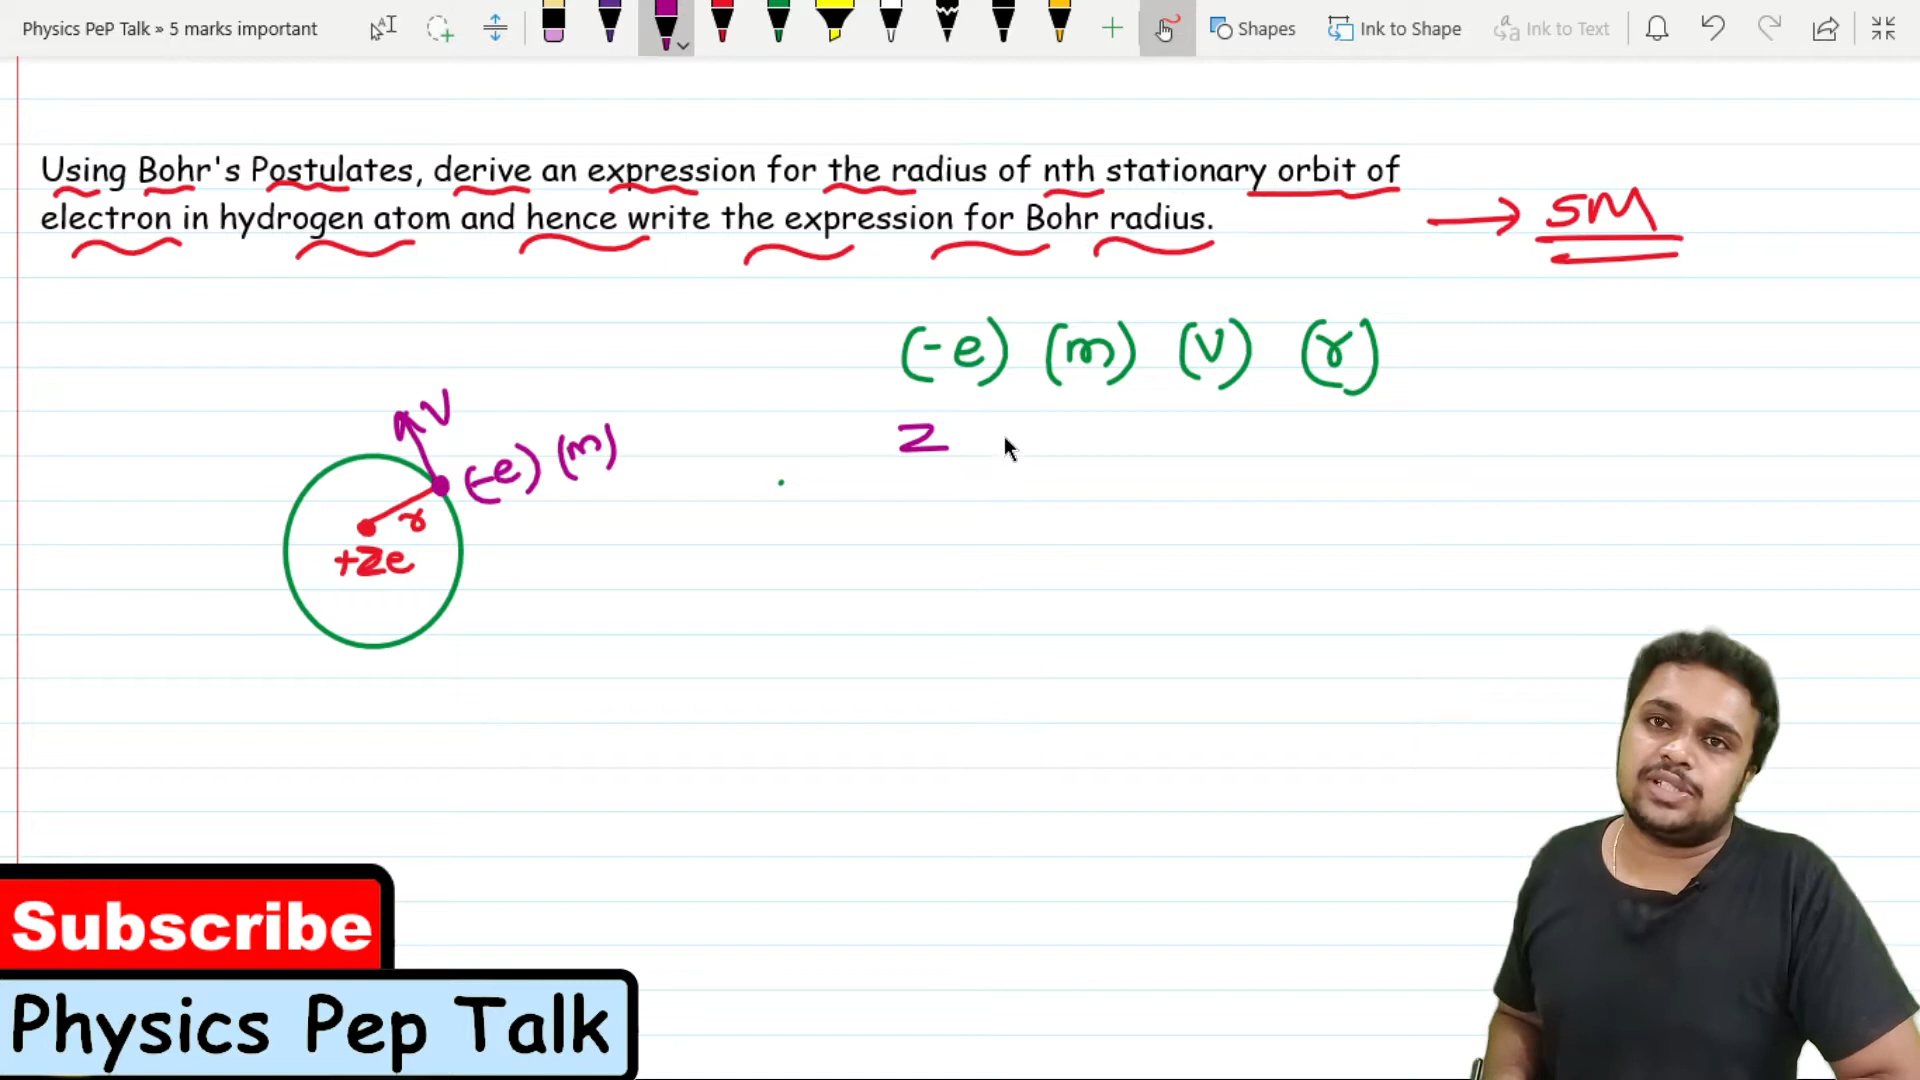 Physics PeP Talk » 5 marks important
Shapes
Ink to Shape
Ink to Text
Using Bohr's Postulates, derive an expression for the radius of nth stationary orbit of
electron in hydrogen atom and hence write the expression for Bohr radius.
→ 5M
(-e) (m) (V) (r)
Z
V
(-e) (m)
r
+Ze
Subscribe
Physics Pep Talk